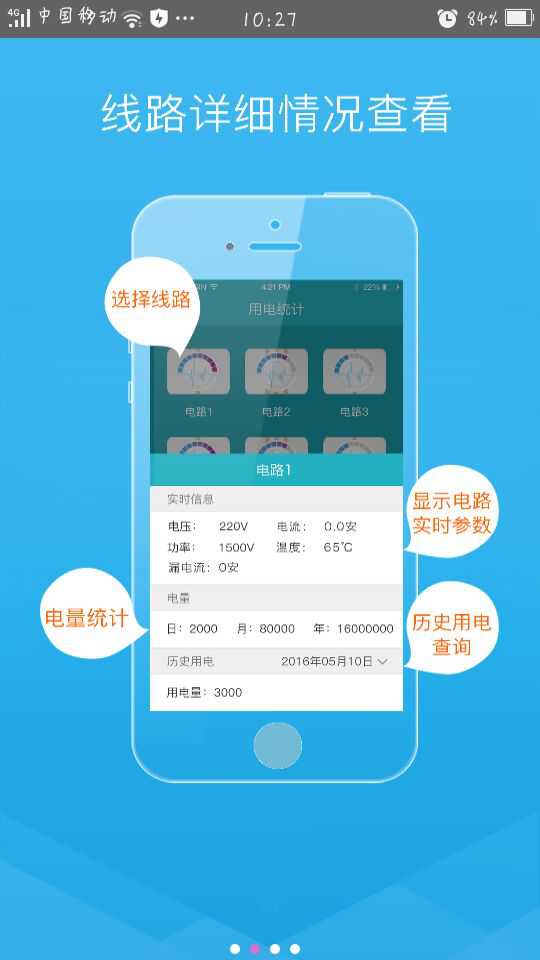 4G 中国移动 10:27 84%
线路详细情况查看
4:21 PM 22%
用电统计
选择线路
电路1 电路2 电路3
电路1
实时信息
电压: 220V 电流: 0.0安
功率: 1500V 温度: 65℃
漏电流: 0安
显示电路
实时参数
电量
电量统计
日: 2000 月: 80000 年: 16000000
历史用电
查询
历史用电 2016年05月10日
用电量: 3000